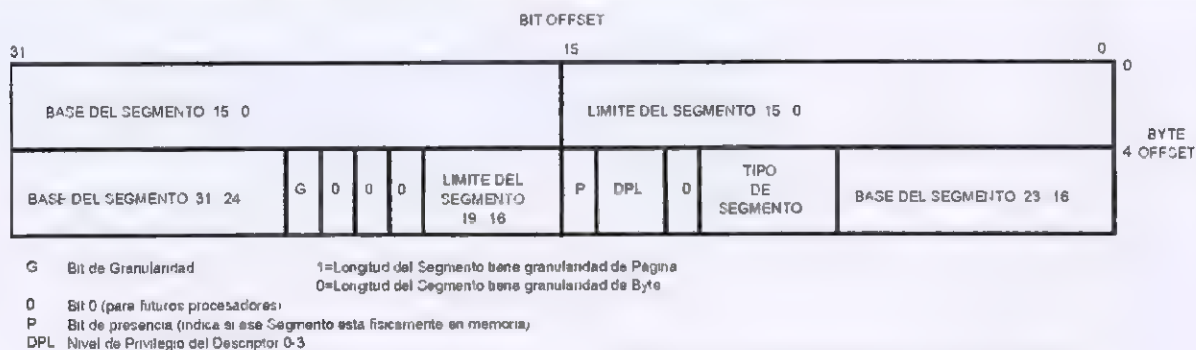 BIT OFFSET
31 15 0
0
BASE DEL SEGMENTO 15 0
LIMITE DEL SEGMENTO 15 0
BYTE
4 OFFSET
BASE DEL SEGMENTO 31 24
G
0
0
0
LIMITE DEL
SEGMENTO
19 16
P
DPL
0
TIPO
DE
SEGMENTO
BASE DEL SEGMENTO 23 16
G Bit de Granularidad 1=Longitud del Segmento tiene granularidad de Página
0=Longitud del Segmento tiene granularidad de Byte
0 Bit 0 (para futuros procesadores)
P Bit de presencia (indica si ese Segmento esta fisicamente en memoria)
DPL Nivel de Privilegio del Descriptor 0-3